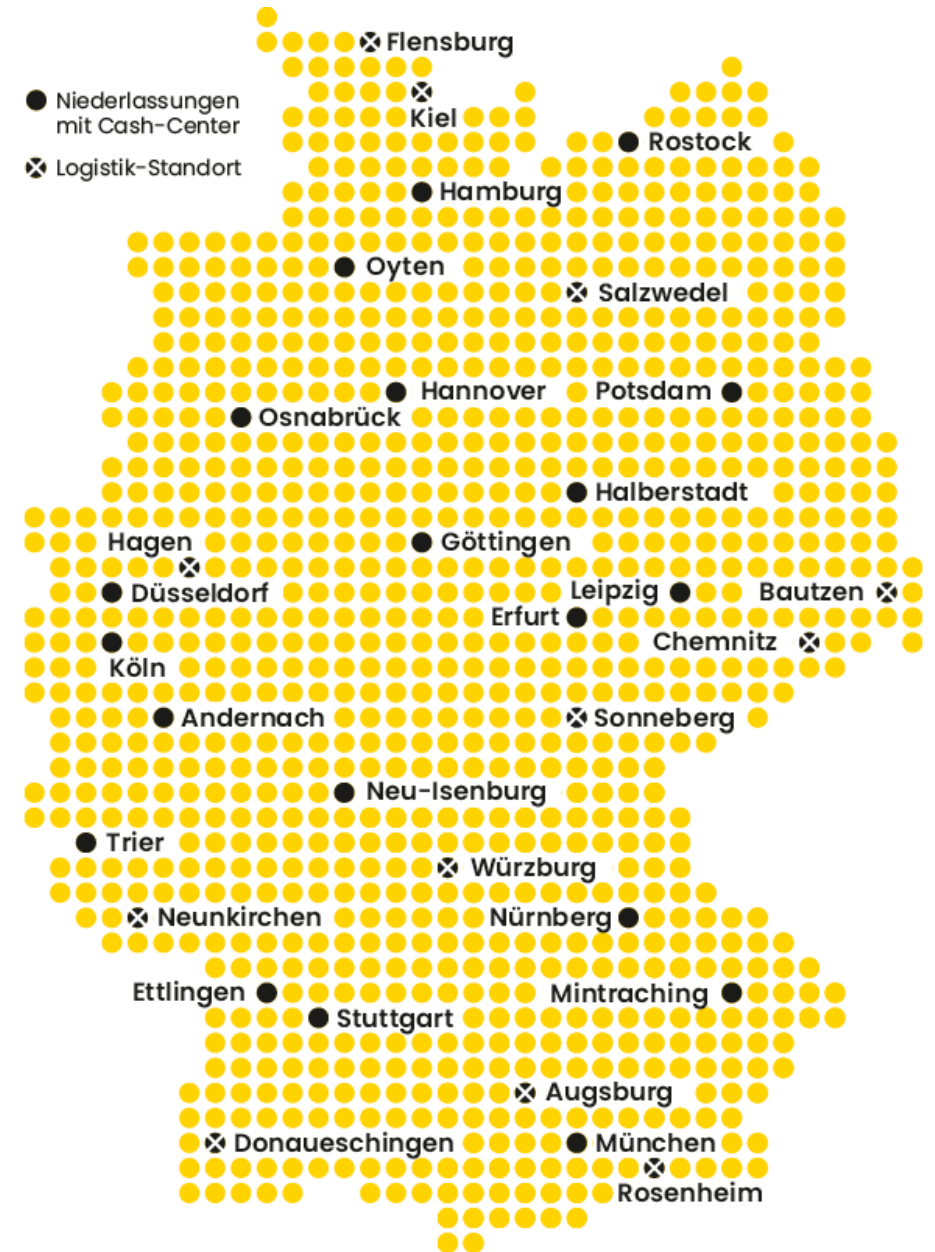 Flensburg
Niederlassungen
mit Cash-Center
Kiel
Rostock
Logistik-Standort
Hamburg
Oyten
Salzwedel
Hannover
Potsdam
Osnabrück
Halberstadt
Hagen
Göttingen
Düsseldorf
Leipzig
Bautzen
Erfurt
Chemnitz
Köln
Andernach
Sonneberg
Neu-Isenburg
Trier
Würzburg
Neunkirchen
Nürnberg
Ettlingen
Mintraching
Stuttgart
Augsburg
Donaueschingen
München
Rosenheim